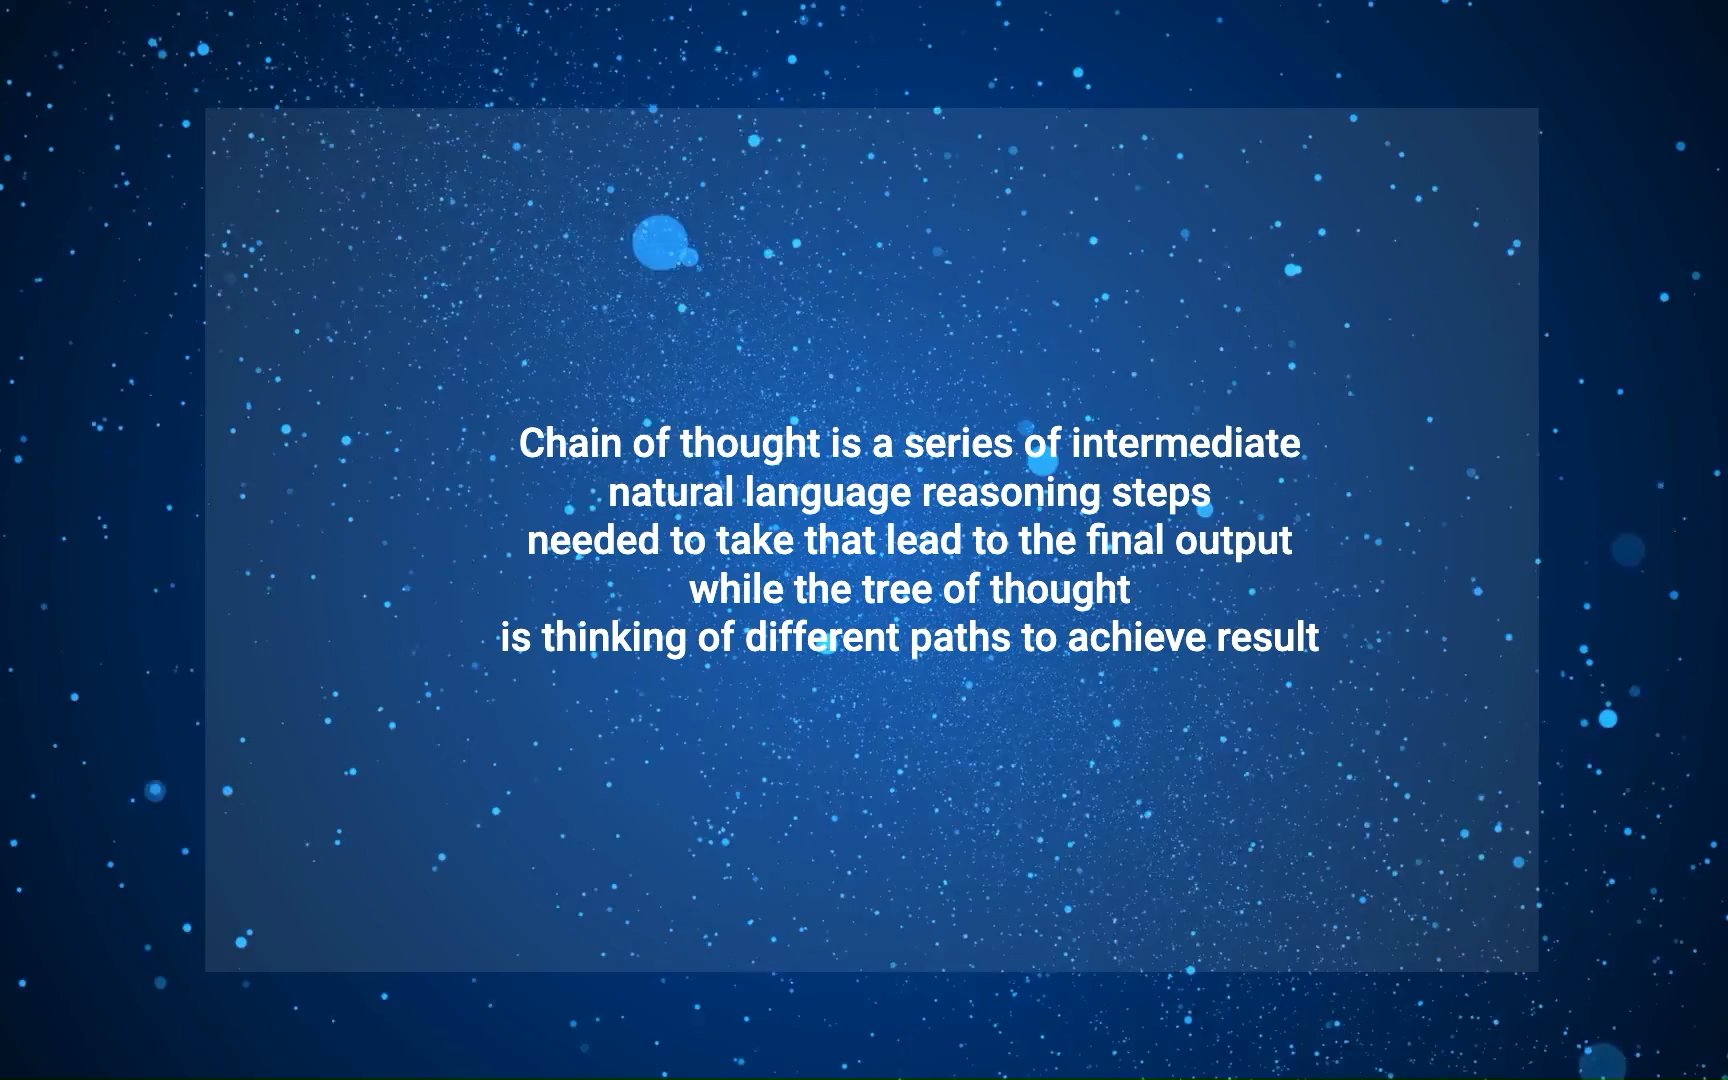 Chain of thought is a series of intermediate
natural language reasoning steps
needed to take that lead to the final output
while the tree of thought
is thinking of different paths to achieve result